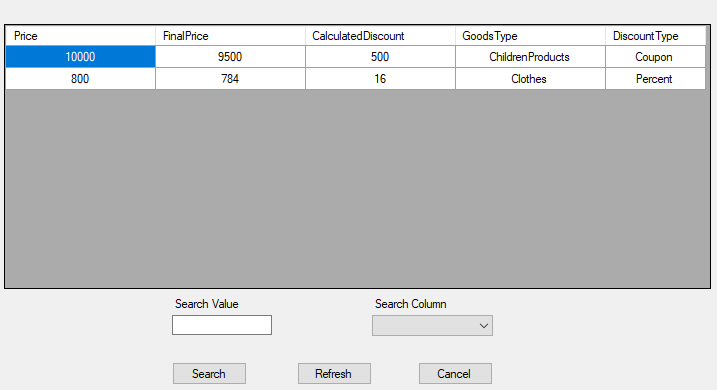 Price FinalPrice CalculatedDiscount GoodsType DiscountType
10000 9500 500 ChildrenProducts Coupon
800 784 16 Clothes Percent
Search Value Search Column
Search Refresh Cancel